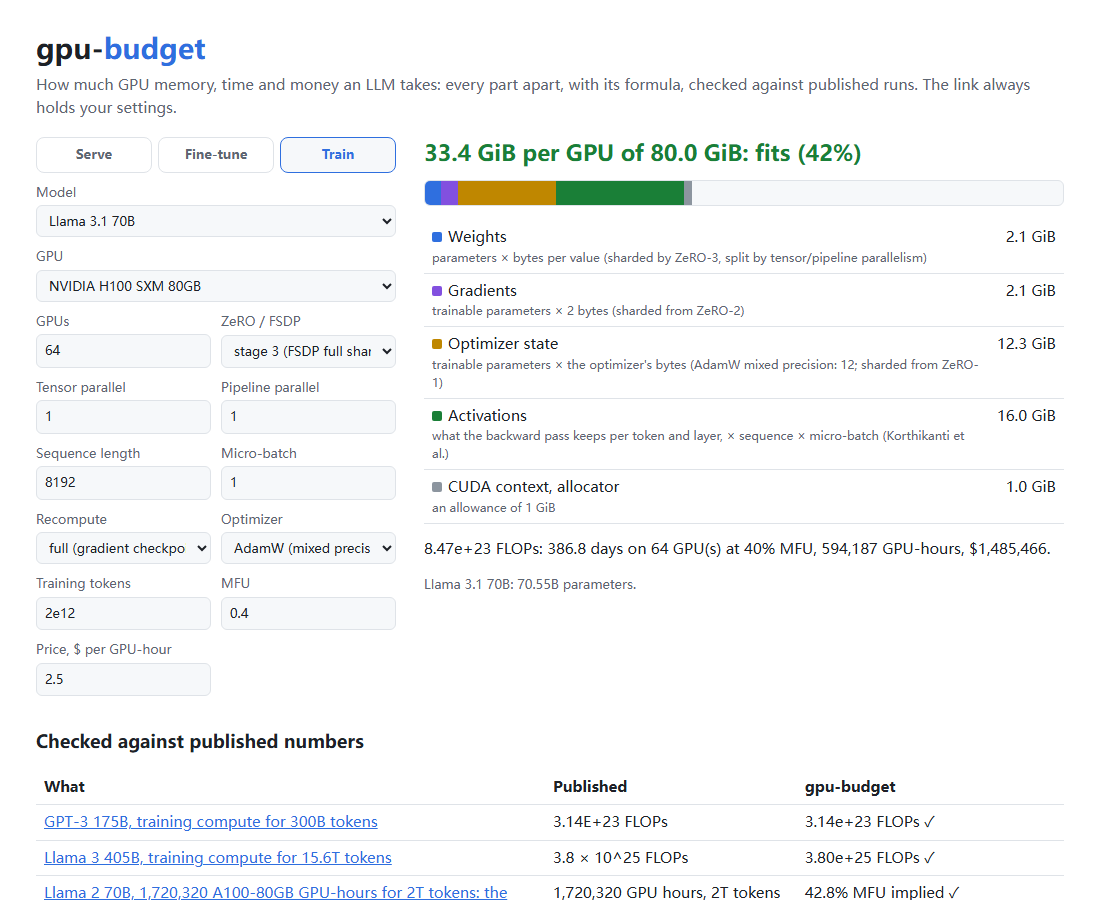 gpu-budget
How much GPU memory, time and money an LLM takes: every part apart, with its formula, checked against published runs. The link always
holds your settings.
Serve
Fine-tune
Train
Model
Llama 3.1 70B
GPU
NVIDIA H100 SXM 80GB
GPUs
ZeRO / FSDP
64
stage 3 (FSDP full shar
Tensor parallel
Pipeline parallel
1
1
Sequence length
Micro-batch
8192
1
Recompute
Optimizer
full (gradient checkpo
AdamW (mixed precis
Training tokens
MFU
2e12
0.4
Price, $ per GPU-hour
2.5
33.4 GiB per GPU of 80.0 GiB: fits (42%)
Weights 2.1 GiB
parameters × bytes per value (sharded by ZeRO-3, split by tensor/pipeline parallelism)
Gradients 2.1 GiB
trainable parameters × 2 bytes (sharded from ZeRO-2)
Optimizer state 12.3 GiB
trainable parameters × the optimizer's bytes (AdamW mixed precision: 12; sharded from ZeRO-
1)
Activations 16.0 GiB
what the backward pass keeps per token and layer, × sequence × micro-batch (Korthikanti et
al.)
CUDA context, allocator 1.0 GiB
an allowance of 1 GiB
8.47e+23 FLOPs: 386.8 days on 64 GPU(s) at 40% MFU, 594,187 GPU-hours, $1,485,466.
Llama 3.1 70B: 70.55B parameters.
Checked against published numbers
What Published gpu-budget
GPT-3 175B, training compute for 300B tokens 3.14E+23 FLOPs 3.14e+23 FLOPs ✓
Llama 3 405B, training compute for 15.6T tokens 3.8 × 10^25 FLOPs 3.80e+25 FLOPs ✓
Llama 2 70B, 1,720,320 A100-80GB GPU-hours for 2T tokens: the 1,720,320 GPU hours, 2T tokens 42.8% MFU implied ✓